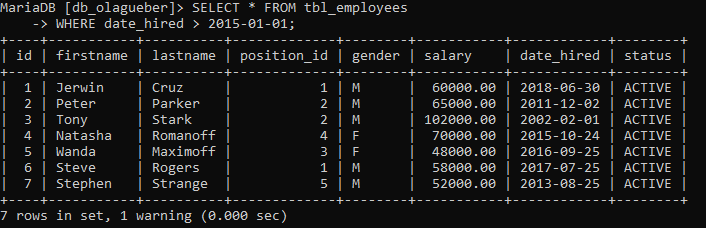 MariaDB [db_olagueber]> SELECT * FROM tbl_employees
    -> WHERE date_hired > 2015-01-01;
+----+-----------+-----------+-------------+--------+-----------+------------+--------+
| id | firstname | lastname  | position_id | gender | salary    | date_hired | status |
+----+-----------+-----------+-------------+--------+-----------+------------+--------+
|  1 | Jerwin    | Cruz      |           1 | M      |  60000.00 | 2018-06-30 | ACTIVE |
|  2 | Peter     | Parker    |           2 | M      |  65000.00 | 2011-12-02 | ACTIVE |
|  3 | Tony      | Stark     |           2 | M      | 102000.00 | 2002-02-01 | ACTIVE |
|  4 | Natasha   | Romanoff  |           4 | F      |  70000.00 | 2015-10-24 | ACTIVE |
|  5 | Wanda     | Maximoff  |           3 | F      |  48000.00 | 2016-09-25 | ACTIVE |
|  6 | Steve     | Rogers    |           1 | M      |  58000.00 | 2017-07-25 | ACTIVE |
|  7 | Stephen   | Strange   |           5 | M      |  52000.00 | 2013-08-25 | ACTIVE |
+----+-----------+-----------+-------------+--------+-----------+------------+--------+
7 rows in set, 1 warning (0.000 sec)